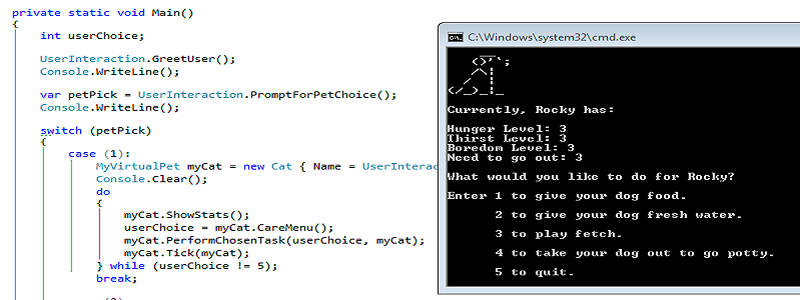 private static void Main()
{
int userChoice;
UserInteraction.GreetUser();
Console.WriteLine();
var petPick = UserInteraction.PromptForPetChoice();
Console.WriteLine();
switch (petPick)
{
case (1):
MyVirtualPet myCat = new Cat { Name = UserInterac
Console.Clear();
do
{
myCat.ShowStats();
userChoice = myCat.CareMenu();
myCat.PerformChosenTask(userChoice, myCat);
myCat.Tick(myCat);
} while (userChoice != 5);
break;
C:\Windows\system32\cmd.exe
Currently, Rocky has:
Hunger Level: 3
Thirst Level: 3
Boredom Level: 3
Need to go out: 3
What would you like to do for Rocky?
Enter 1 to give your dog food.
2 to give your dog fresh water.
3 to play fetch.
4 to take your dog out to go potty.
5 to quit.